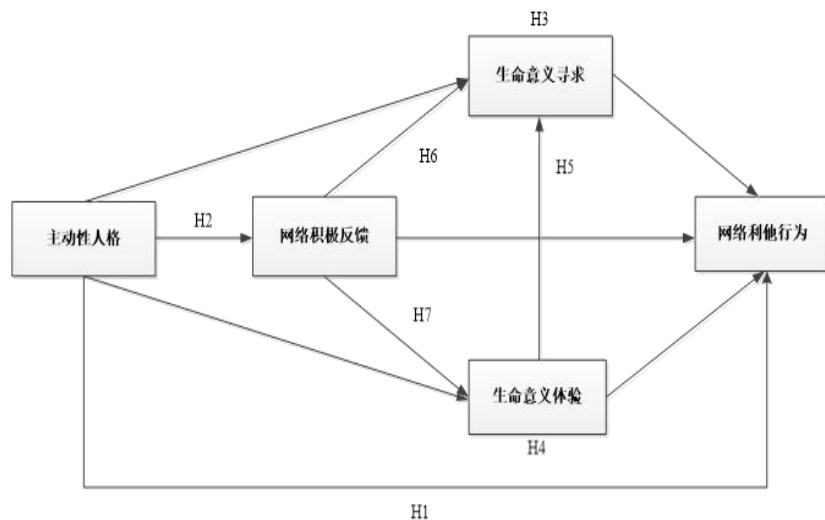 H3
生命意义寻求
H6
H5
主动性人格
H2
网络积极反馈
网络利他行为
H7
生命意义体验
H4
H1